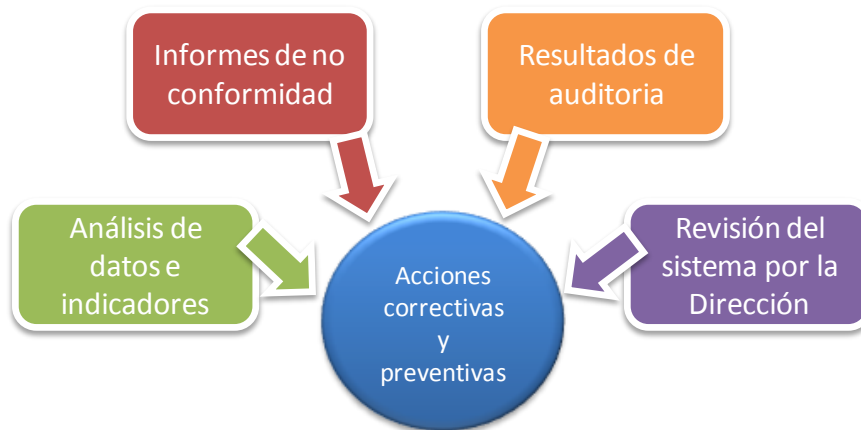 Informes de no
conformidad
Resultados de
auditoria
Análisis de
datos e
indicadores
Revisión del
sistema por la
Dirección
Acciones
correctivas
y
preventivas